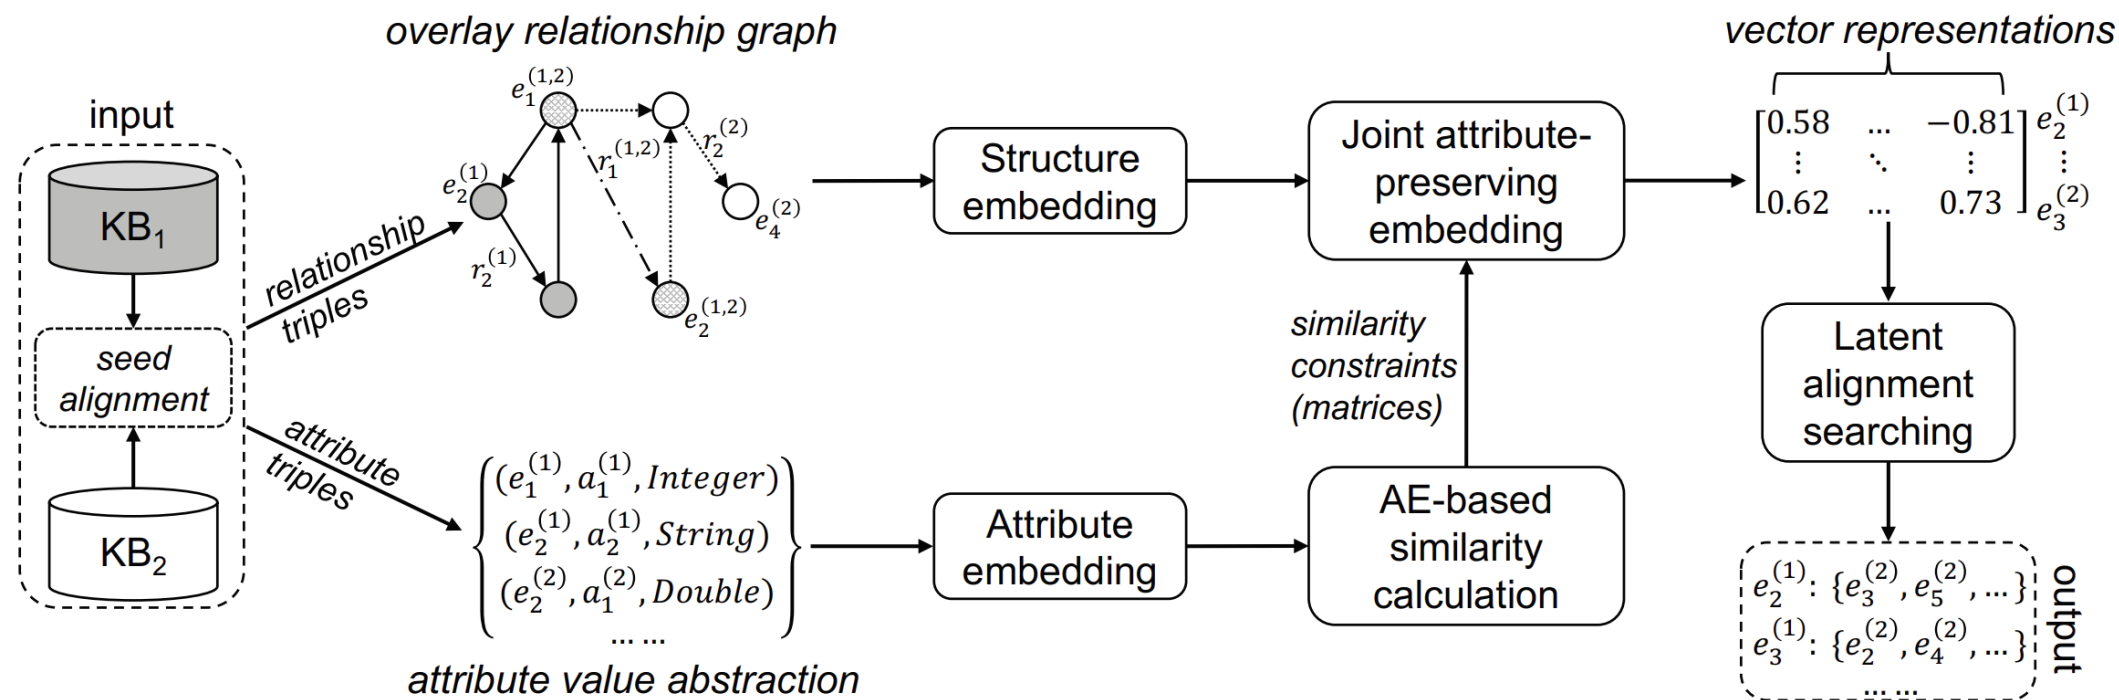 input
KB₁
seed
alignment
KB₂
relationship
triples
attribute
triples
overlay relationship graph
e₁^(1,2)
e₂^(1)
r₂^(1)
r₁^(1,2)
r₂^(2)
e₄^(2)
e₂^(1,2)
(e₁^(1), a₁^(1), Integer)
(e₂^(1), a₂^(1), String)
(e₂^(2), a₁^(2), Double)
... ...
attribute value abstraction
Structure
embedding
Attribute
embedding
Joint attribute-
preserving
embedding
similarity
constraints
(matrices)
AE-based
similarity
calculation
vector representations
0.58 ... −0.81 e₂^(1)
⋮ ⋱ ⋮ ⋮
0.62 ... 0.73 e₃^(2)
Latent
alignment
searching
e₂^(1): {e₃^(2), e₅^(2), ...}
e₃^(1): {e₂^(2), e₄^(2), ...}
... ...
output